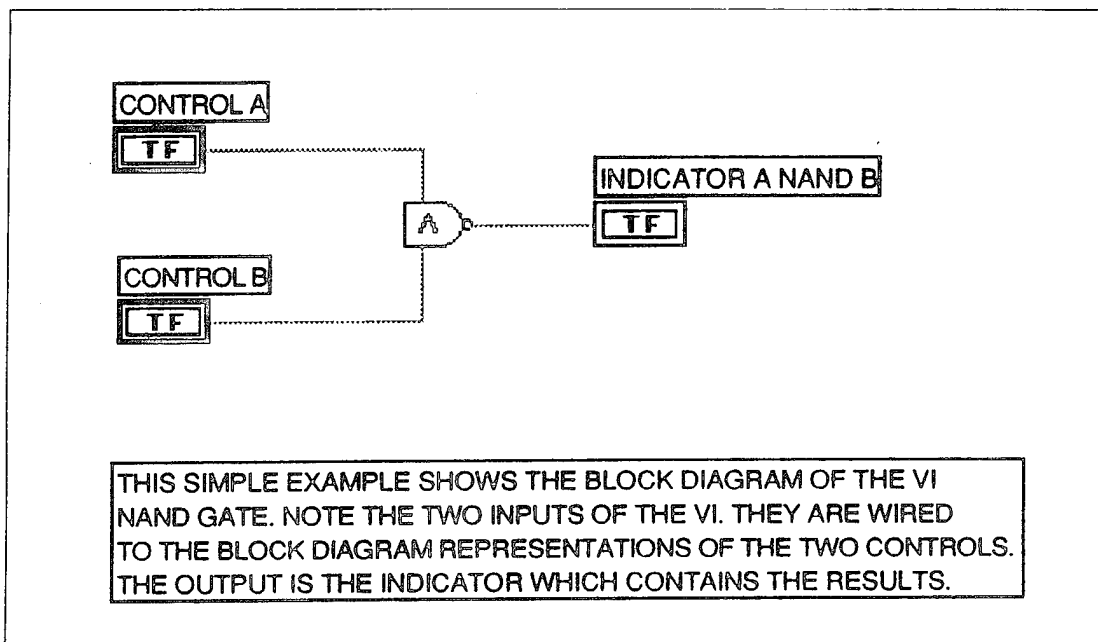 CONTROL A
TF
INDICATOR A NAND B
TF
A
CONTROL B
TF
THIS SIMPLE EXAMPLE SHOWS THE BLOCK DIAGRAM OF THE VI
NAND GATE. NOTE THE TWO INPUTS OF THE VI. THEY ARE WIRED
TO THE BLOCK DIAGRAM REPRESENTATIONS OF THE TWO CONTROLS.
THE OUTPUT IS THE INDICATOR WHICH CONTAINS THE RESULTS.